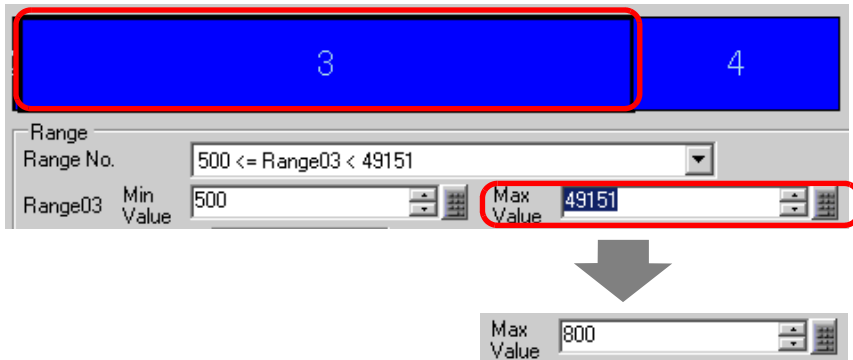 3 4
Range
Range No. 500 <= Range03 < 49151
Range03 Min Value 500 Max Value 49151
Max Value 800